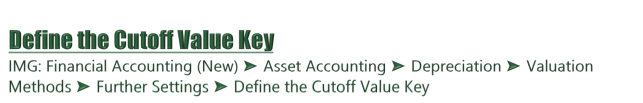 Define the Cutoff Value Key
IMG: Financial Accounting (New) ➤ Asset Accounting ➤ Depreciation ➤ Valuation
Methods ➤ Further Settings ➤ Define the Cutoff Value Key